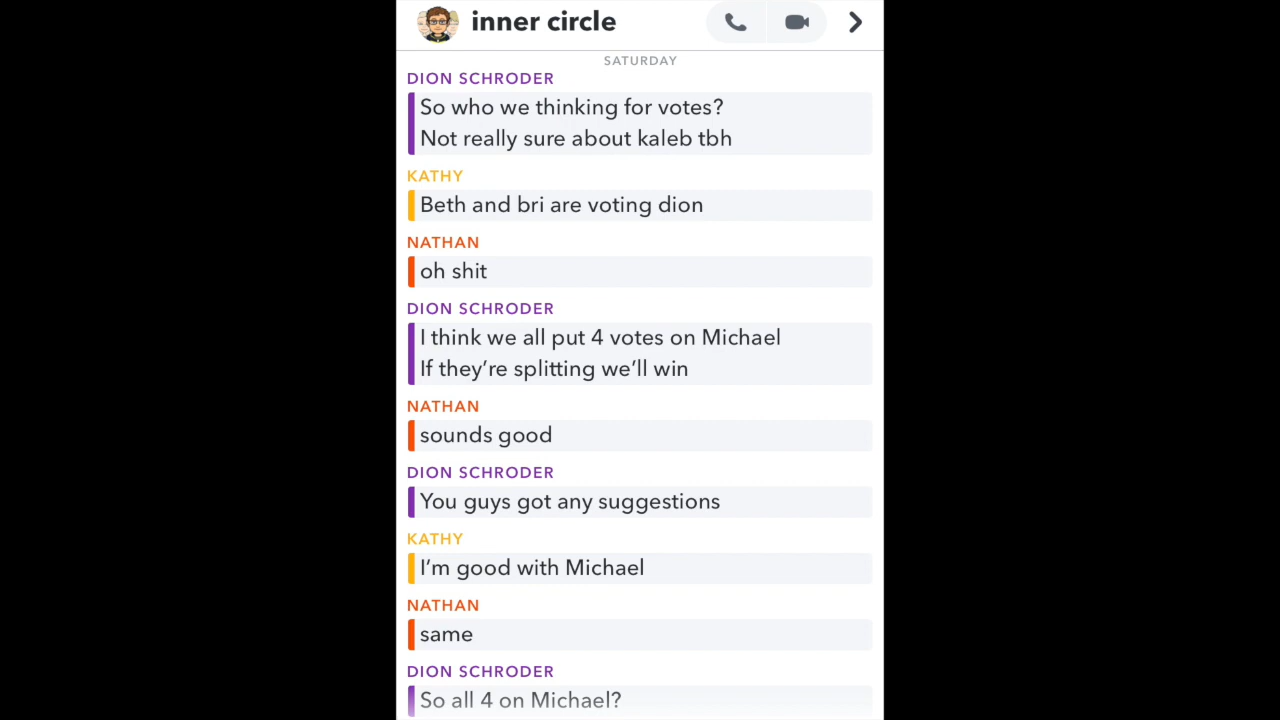 inner circle
SATURDAY
DION SCHRODER
So who we thinking for votes?
Not really sure about kaleb tbh
KATHY
Beth and bri are voting dion
NATHAN
oh shit
DION SCHRODER
I think we all put 4 votes on Michael
If they’re splitting we’ll win
NATHAN
sounds good
DION SCHRODER
You guys got any suggestions
KATHY
I’m good with Michael
NATHAN
same
DION SCHRODER
So all 4 on Michael?